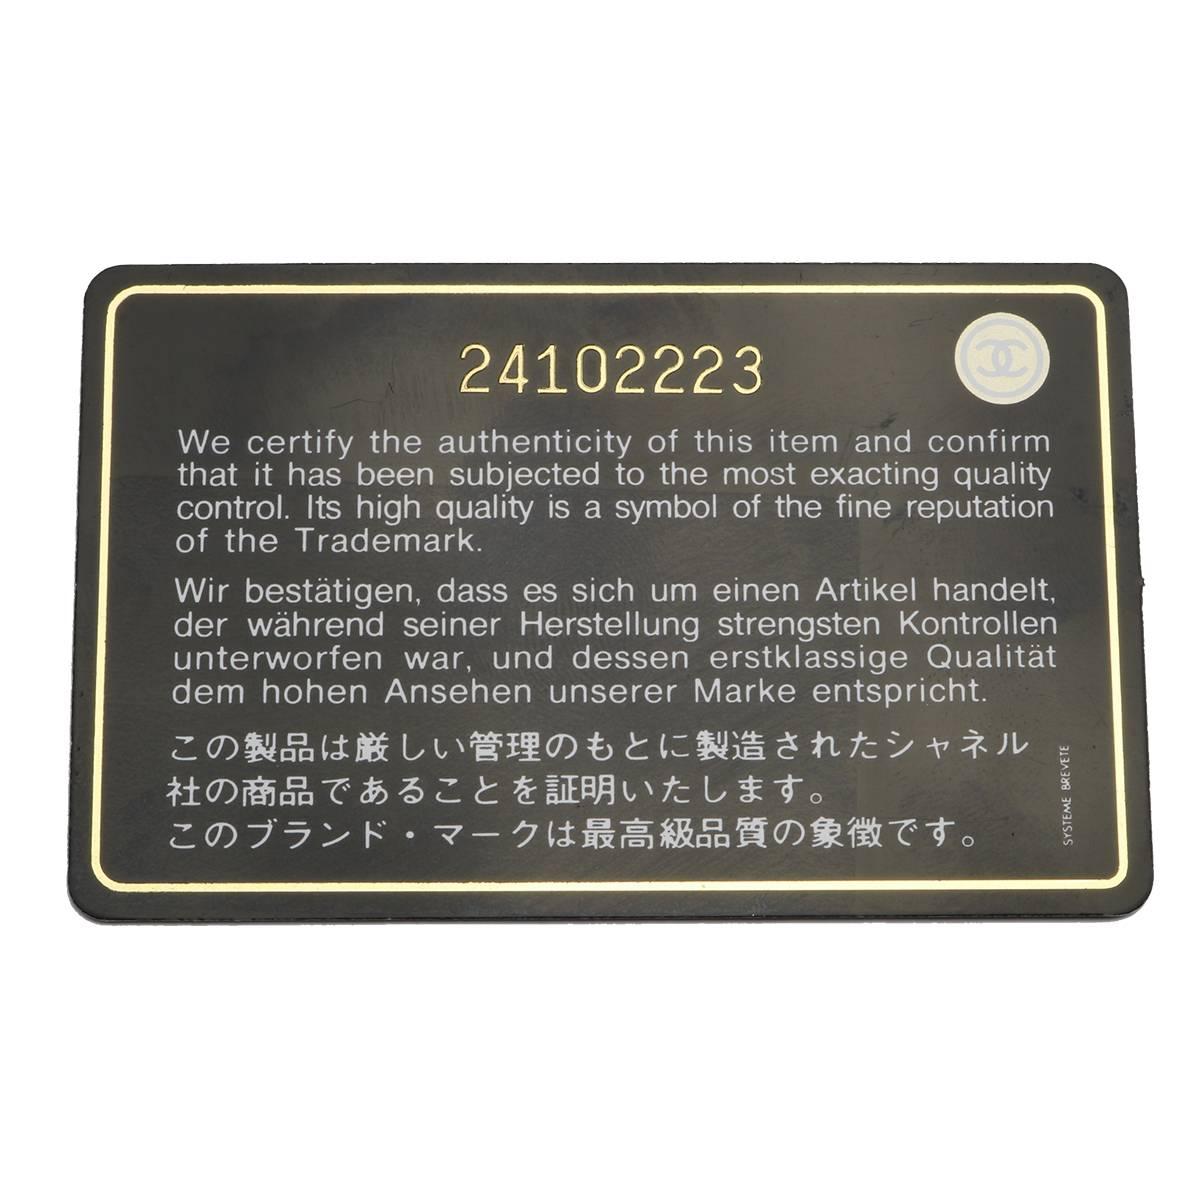 24102223
We certify the authenticity of this item and confirm
that it has been subjected to the most exacting quality
control. Its high quality is a symbol of the fine reputation
of the Trademark.
Wir bestätigen, dass es sich um einen Artikel handelt,
der während seiner Herstellung strengsten Kontrollen
unterworfen war, und dessen erstklassige Qualität
dem hohen Ansehen unserer Marke entspricht.
この製品は厳しい管理のもとに製造されたシャネル
社の商品であることを証明いたします。
このブランド・マークは最高級品質の象徴です。
SYSTEME BREVETE